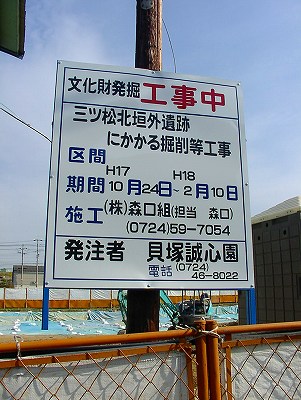 文化財発掘工事中
三ツ松北垣外遺跡
にかかる掘削等工事
区間
H17 H18
期間 10月24日~2月10日
施工 (株)森口組(担当 森口)
(0724)59-7054
発注者 貝塚誠心園
電話(0724)
46-8022